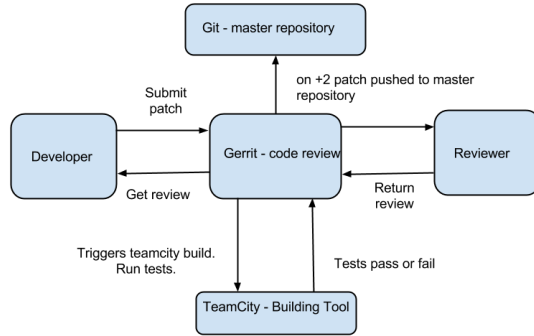 Git - master repository
Submit
patch
on +2 patch pushed to master
repository
Developer
Gerrit - code review
Reviewer
Get review
Return
review
Triggers teamcity build.
Run tests.
Tests pass or fail
TeamCity - Building Tool